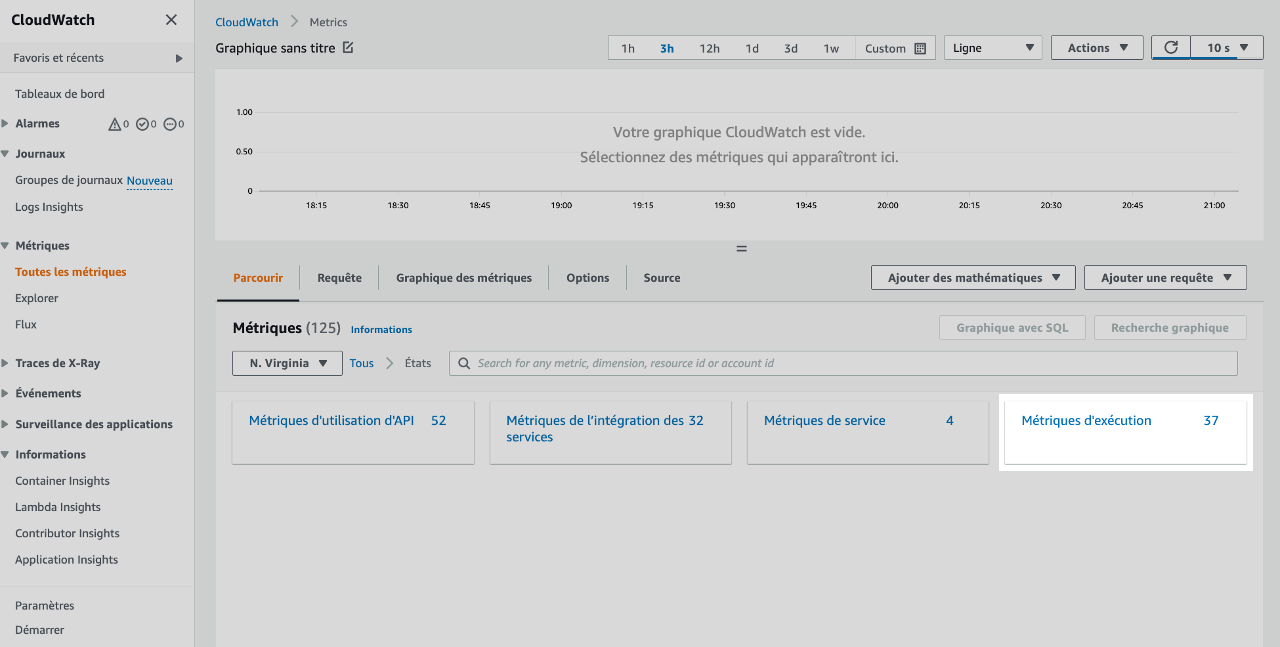 CloudWatch
Favoris et récents
Tableaux de bord
Alarmes 0 0 0
Journaux
Groupes de journaux Nouveau
Logs Insights
Métriques
Toutes les métriques
Explorer
Flux
Traces de X-Ray
Événements
Surveillance des applications
Informations
Container Insights
Lambda Insights
Contributor Insights
Application Insights
Paramètres
Démarrer
CloudWatch Metrics
Graphique sans titre
1h 3h 12h 1d 3d 1w Custom Ligne Actions 10 s
1.00
0.50
0
Votre graphique CloudWatch est vide.
Sélectionnez des métriques qui apparaîtront ici.
18:15 18:30 18:45 19:00 19:15 19:30 19:45 20:00 20:15 20:30 20:45 21:00
Parcourir Requête Graphique des métriques Options Source Ajouter des mathématiques Ajouter une requête
Métriques (125) Informations Graphique avec SQL Recherche graphique
N. Virginia Tous États Search for any metric, dimension, resource id or account id
Métriques d'utilisation d'API 52
Métriques de l'intégration des 32
services
Métriques de service 4
Métriques d'exécution 37